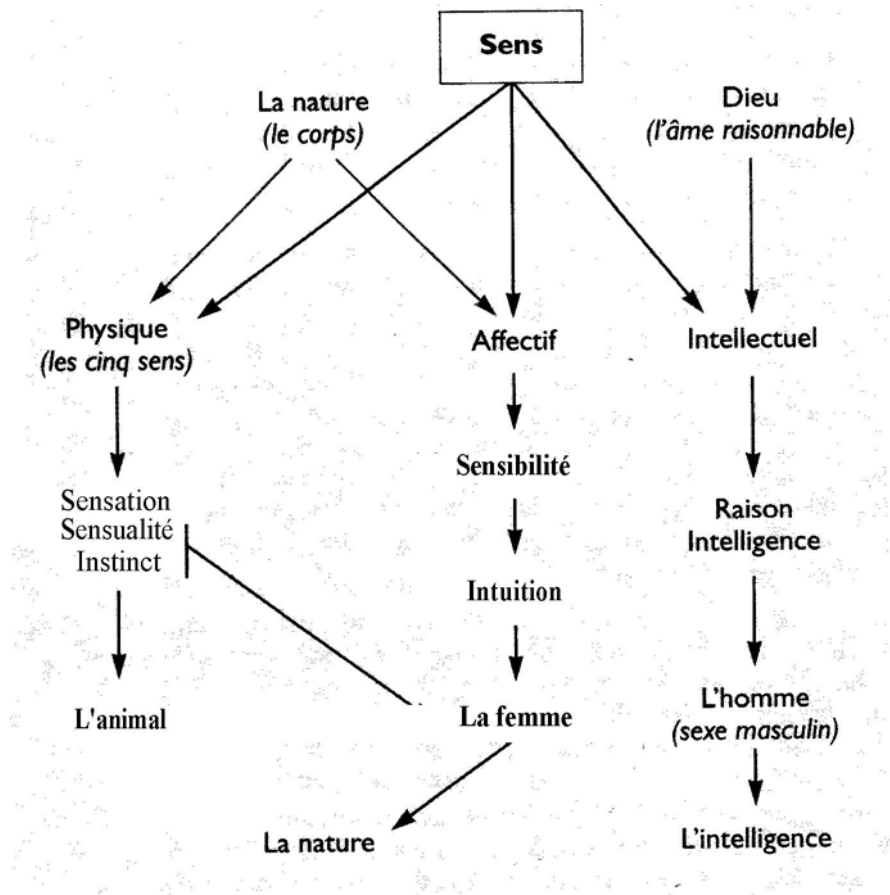 Sens
La nature
(le corps)
Dieu
(l'âme raisonnable)
Physique
(les cinq sens)
Affectif
Intellectuel
Sensibilité
Sensation
Sensualité
Instinct
Raison
Intelligence
Intuition
L'animal
La femme
L'homme
(sexe masculin)
La nature
L'intelligence